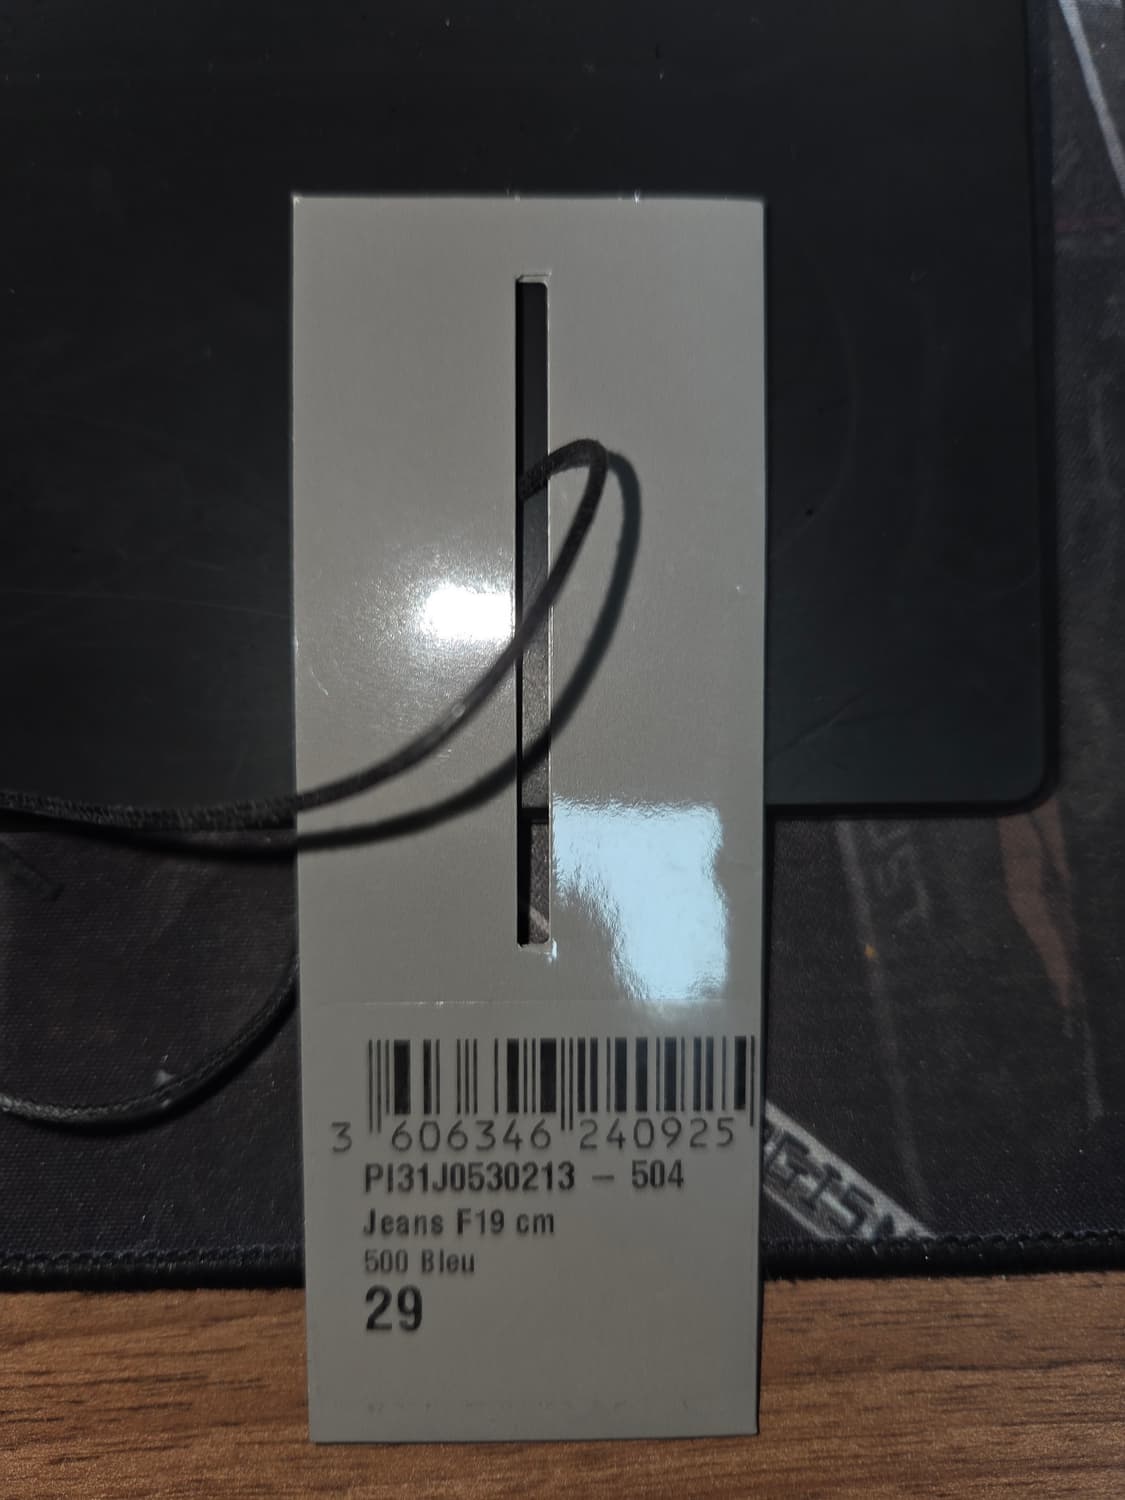 3 606346 240925
PI31J0530213 – 504
Jeans F19 cm
500 Bleu
29